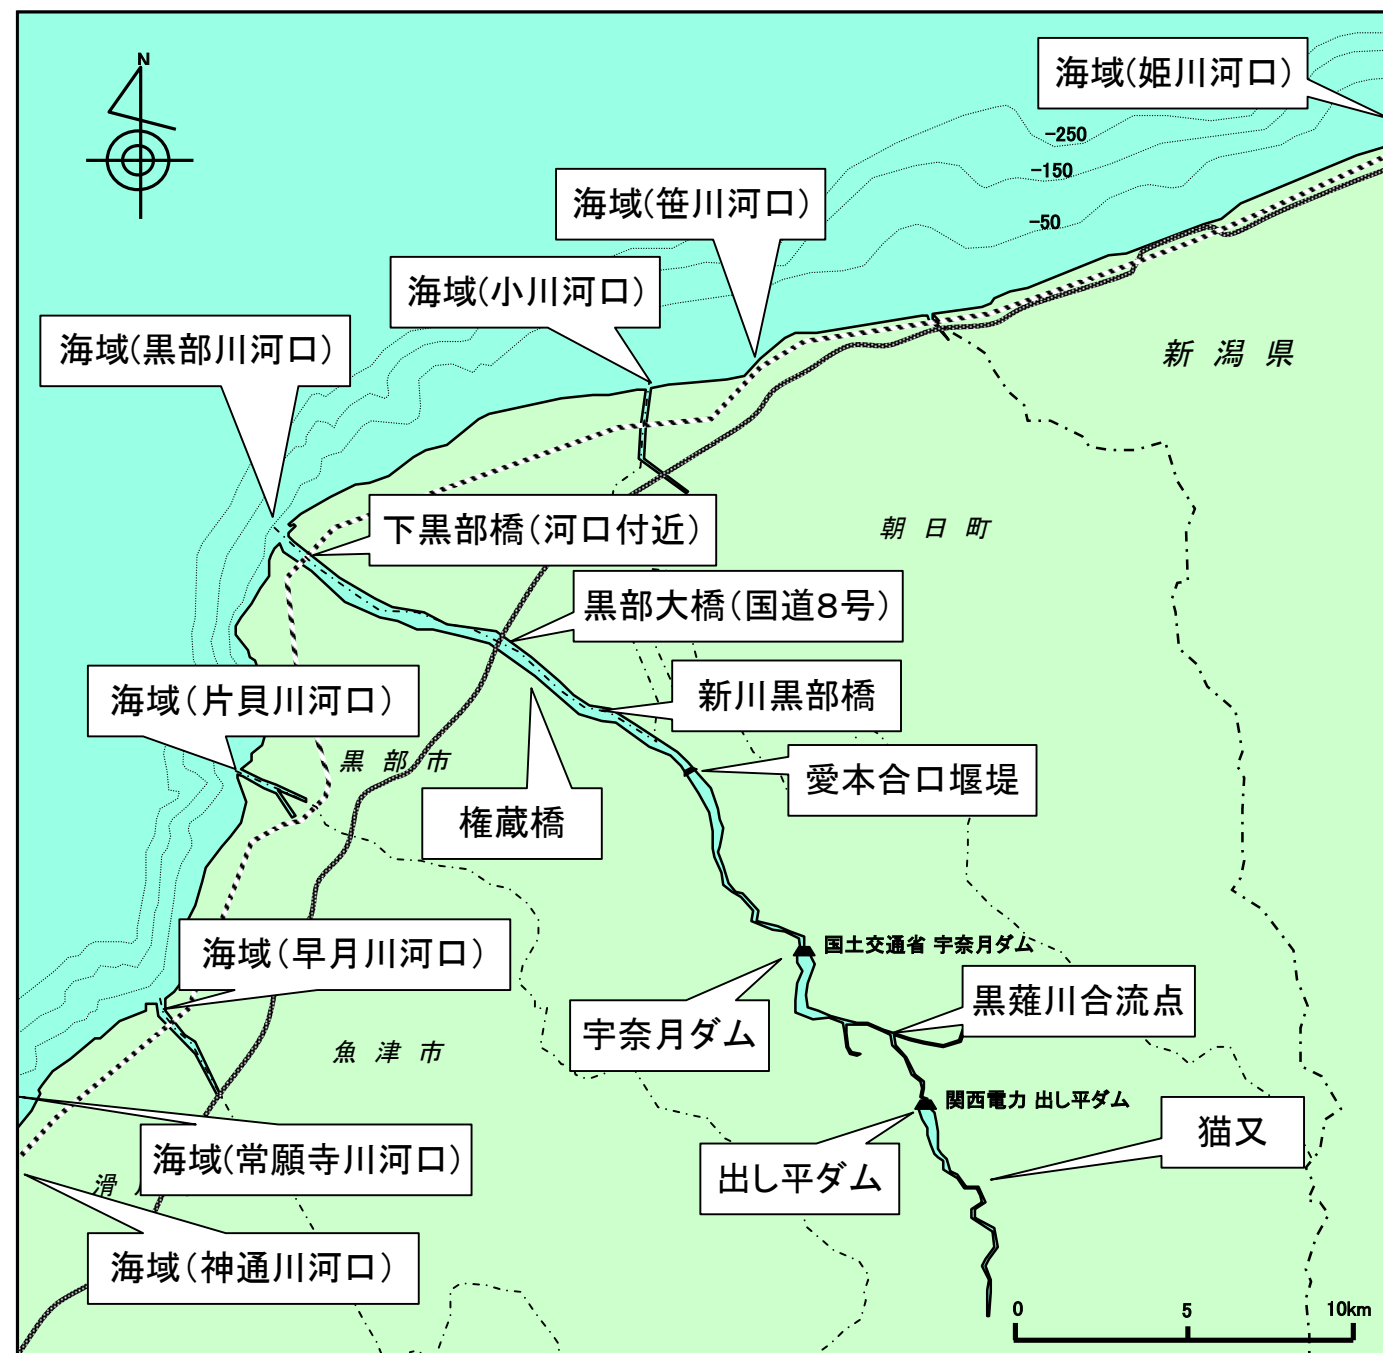 N
海域(姫川河口)
-250
-150
-50
海域(笹川河口)
海域(小川河口)
海域(黒部川河口)
新潟県
下黒部橋(河口付近)
朝日町
黒部大橋(国道8号)
海域(片貝川河口)
新川黒部橋
黒部市
愛本合口堰堤
権蔵橋
海域(早月川河口)
国土交通省 宇奈月ダム
黒薙川合流点
宇奈月ダム
魚津市
関西電力 出し平ダム
猫又
海域(常願寺川河口)
出し平ダム
滑
海域(神通川河口)
0 5 10km